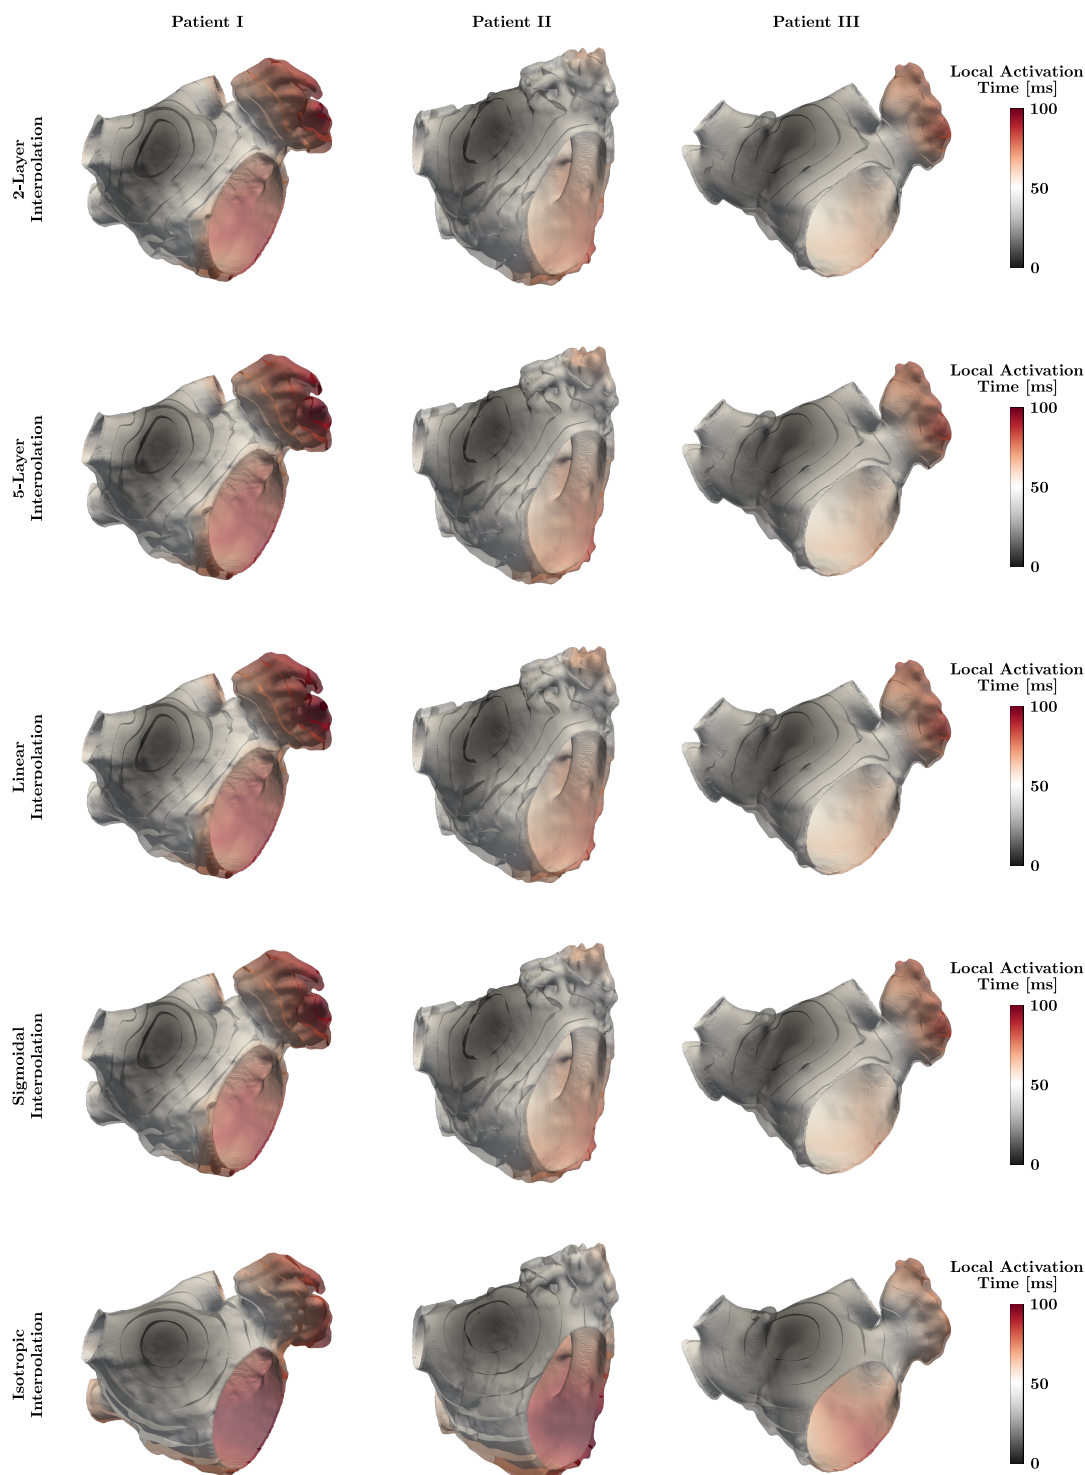 Patient I
Patient II
Patient III
2-Layer
Interpolation
Local Activation
Time [ms]
100
50
0
5-Layer
Interpolation
Local Activation
Time [ms]
100
50
0
Linear
Interpolation
Local Activation
Time [ms]
100
50
0
Sigmoidal
Interpolation
Local Activation
Time [ms]
100
50
0
Isotropic
Interpolation
Local Activation
Time [ms]
100
50
0